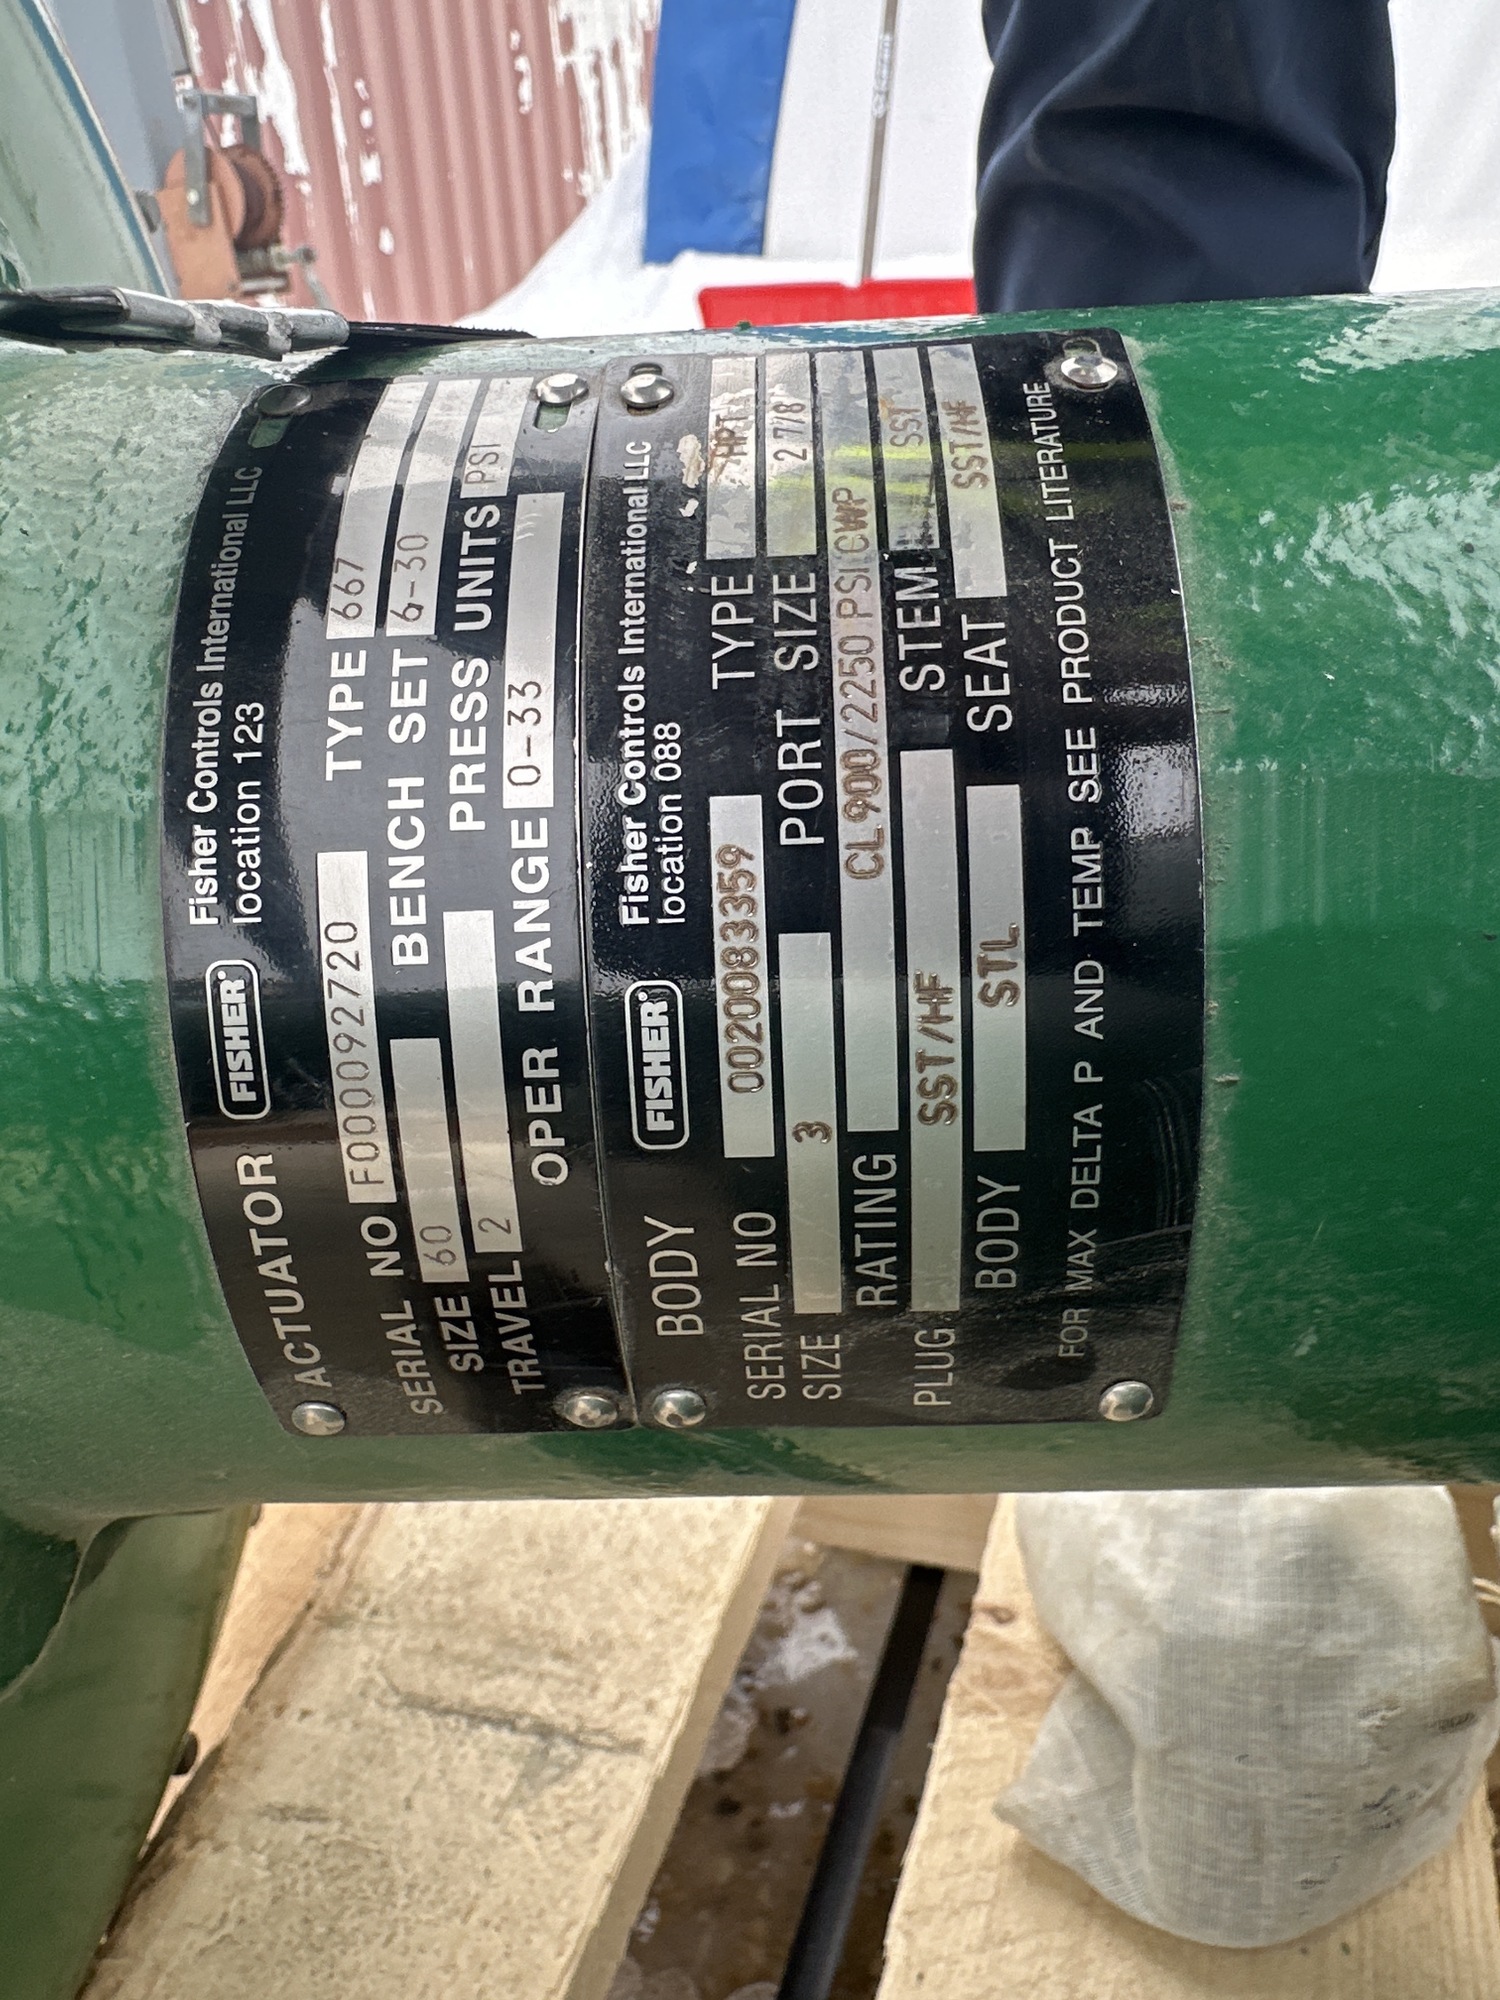 ACTUATOR FISHER Fisher Controls International LLC
location 123
SERIAL NO F000092720 TYPE 667
SIZE 60 BENCH SET 6-30
TRAVEL 2 PRESS UNITS PSI
OPER RANGE 0-33
BODY FISHER Fisher Controls International LLC
location 088
SERIAL NO 0020083359 TYPE HPT
SIZE 3 PORT SIZE 2 7/8
RATING CL900/2250 PSI CWP
PLUG SST/HF STEM SST
BODY STL SEAT SST/HF
FOR MAX DELTA P AND TEMP SEE PRODUCT LITERATURE